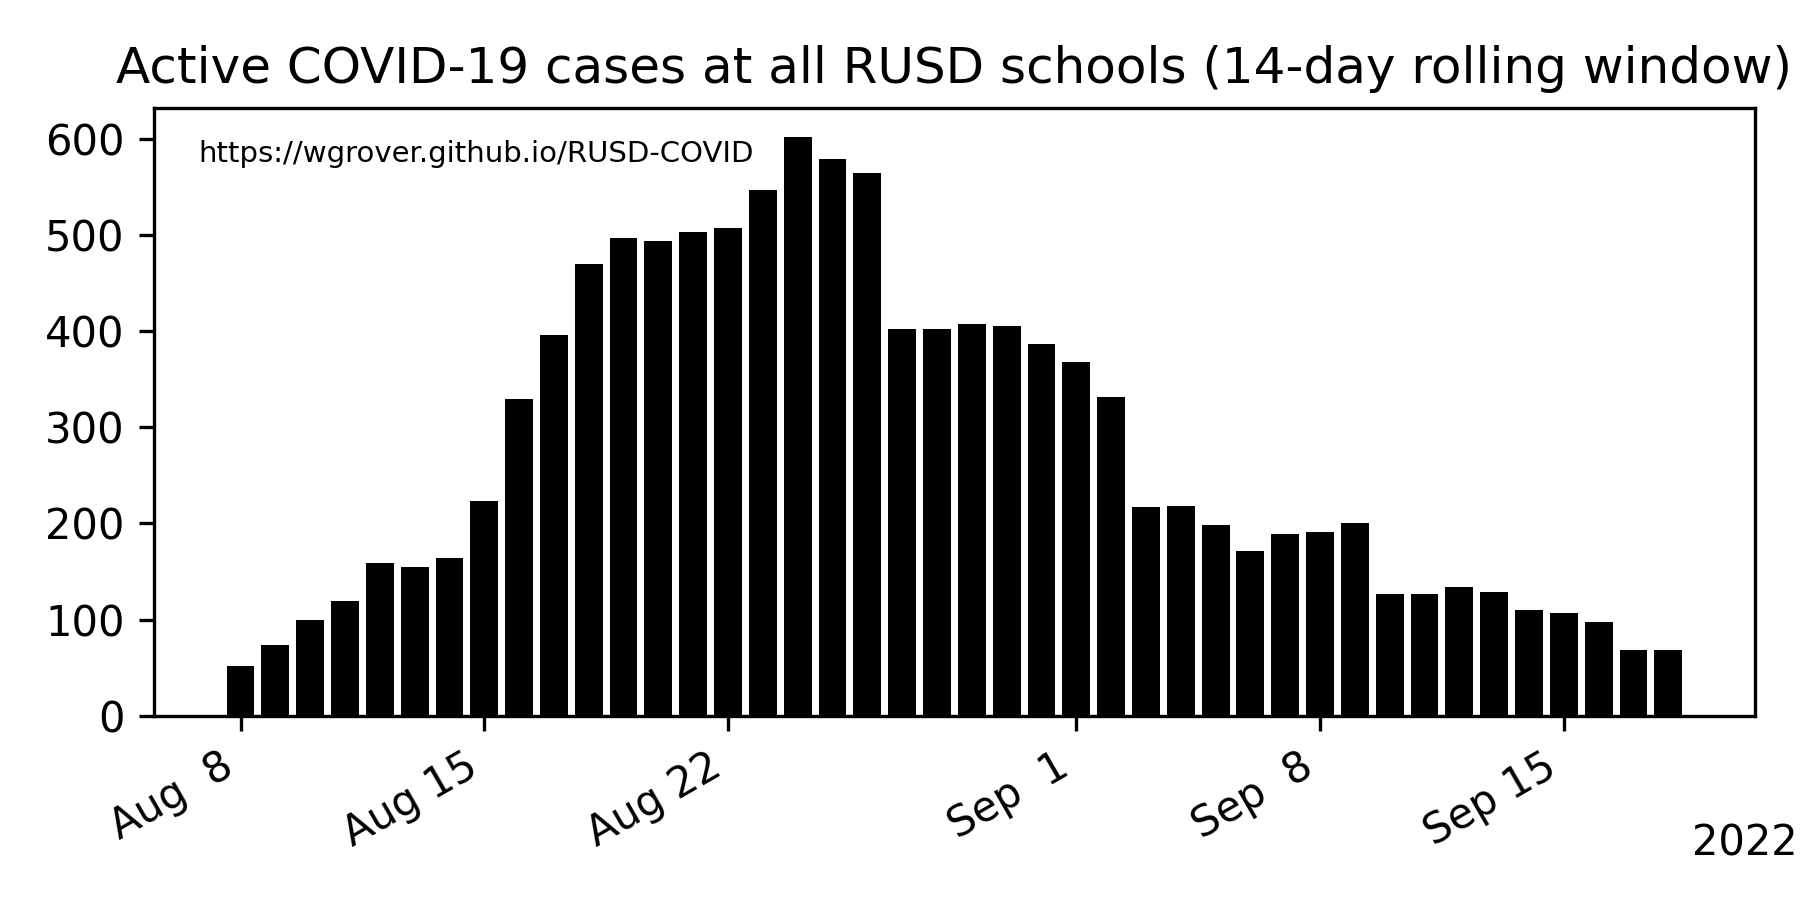 Active COVID-19 cases at all RUSD schools (14-day rolling window)
https://wgrover.github.io/RUSD-COVID
600
500
400
300
200
100
0
Aug  8
Aug 15
Aug 22
Sep  1
Sep  8
Sep 15
2022